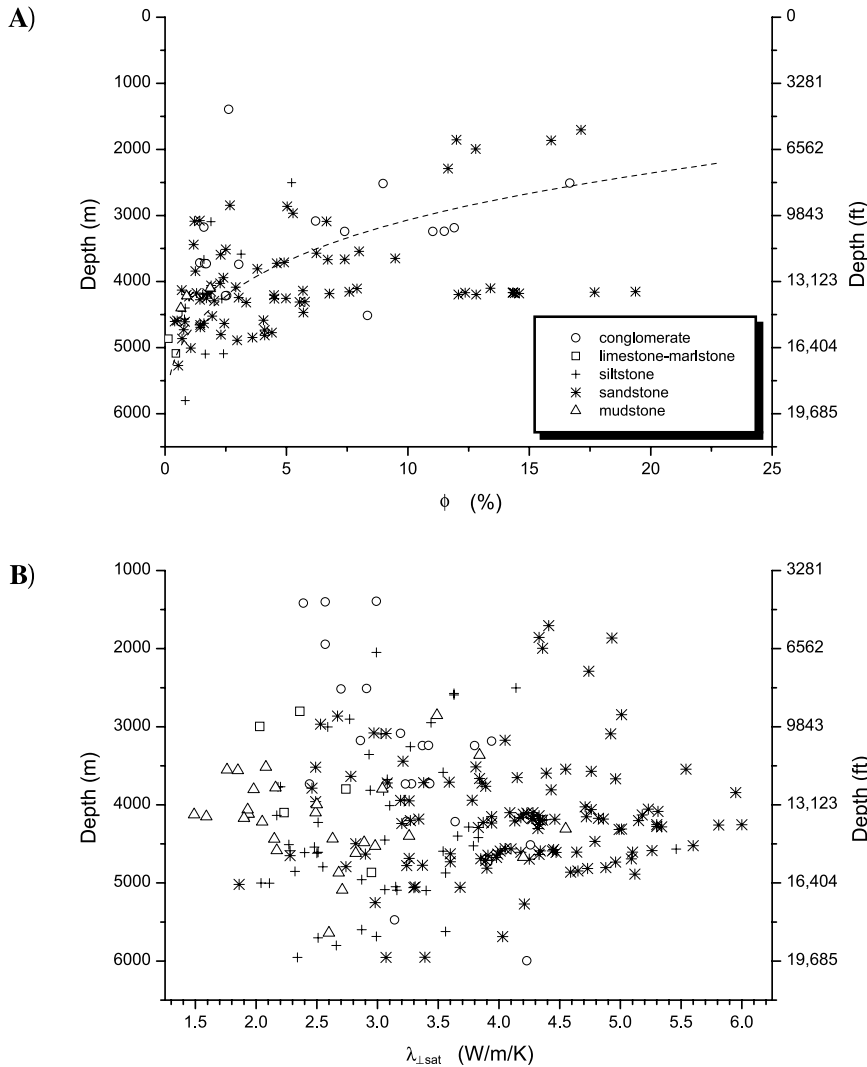 A)
0
1000
2000
3000
4000
5000
6000
Depth (m)
0
3281
6562
9843
13,123
16,404
19,685
Depth (ft)
conglomerate
limestone-marlstone
siltstone
sandstone
mudstone
0 5 10 15 20 25
ϕ (%)
B)
1000
2000
3000
4000
5000
6000
Depth (m)
3281
6562
9843
13,123
16,404
19,685
Depth (ft)
1.5 2.0 2.5 3.0 3.5 4.0 4.5 5.0 5.5 6.0
λ⊥sat (W/m/K)